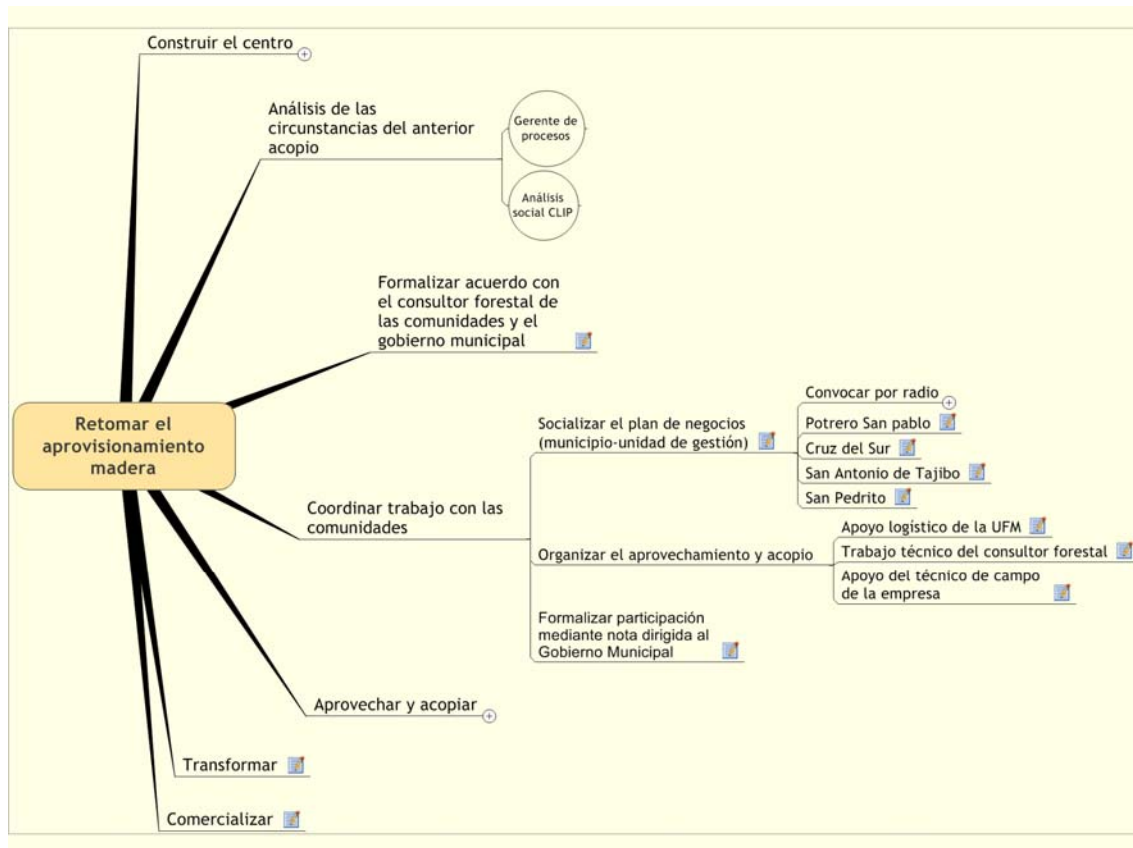 Construir el centro
Análisis de las
circunstancias del anterior
acopio
Gerente de
procesos
Análisis
social CLIP
Formalizar acuerdo con
el consultor forestal de
las comunidades y el
gobierno municipal
Retomar el
aprovisionamiento
madera
Coordinar trabajo con las
comunidades
Socializar el plan de negocios
(municipio-unidad de gestión)
Convocar por radio
Potrero San pablo
Cruz del Sur
San Antonio de Tajibo
San Pedrito
Organizar el aprovechamiento y acopio
Apoyo logístico de la UFM
Trabajo técnico del consultor forestal
Apoyo del técnico de campo
de la empresa
Formalizar participación
mediante nota dirigida al
Gobierno Municipal
Aprovechar y acopiar
Transformar
Comercializar